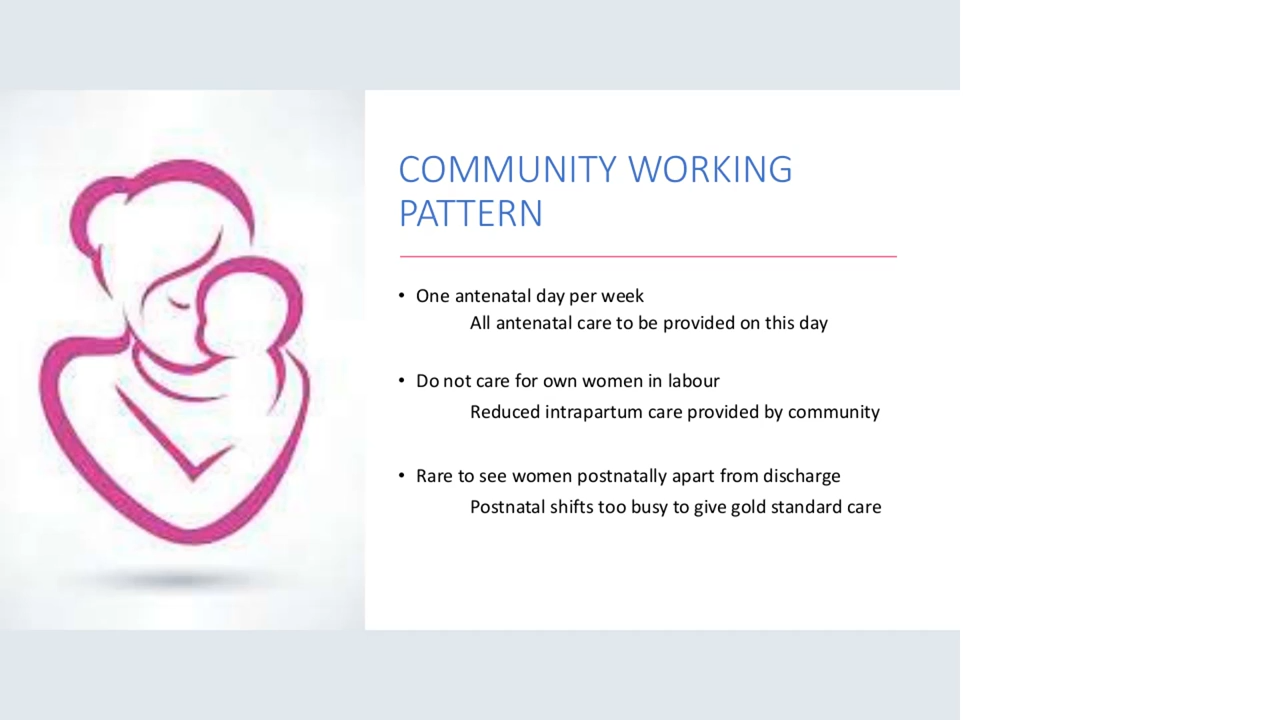 COMMUNITY WORKING
PATTERN
• One antenatal day per week
All antenatal care to be provided on this day
• Do not care for own women in labour
Reduced intrapartum care provided by community
• Rare to see women postnatally apart from discharge
Postnatal shifts too busy to give gold standard care